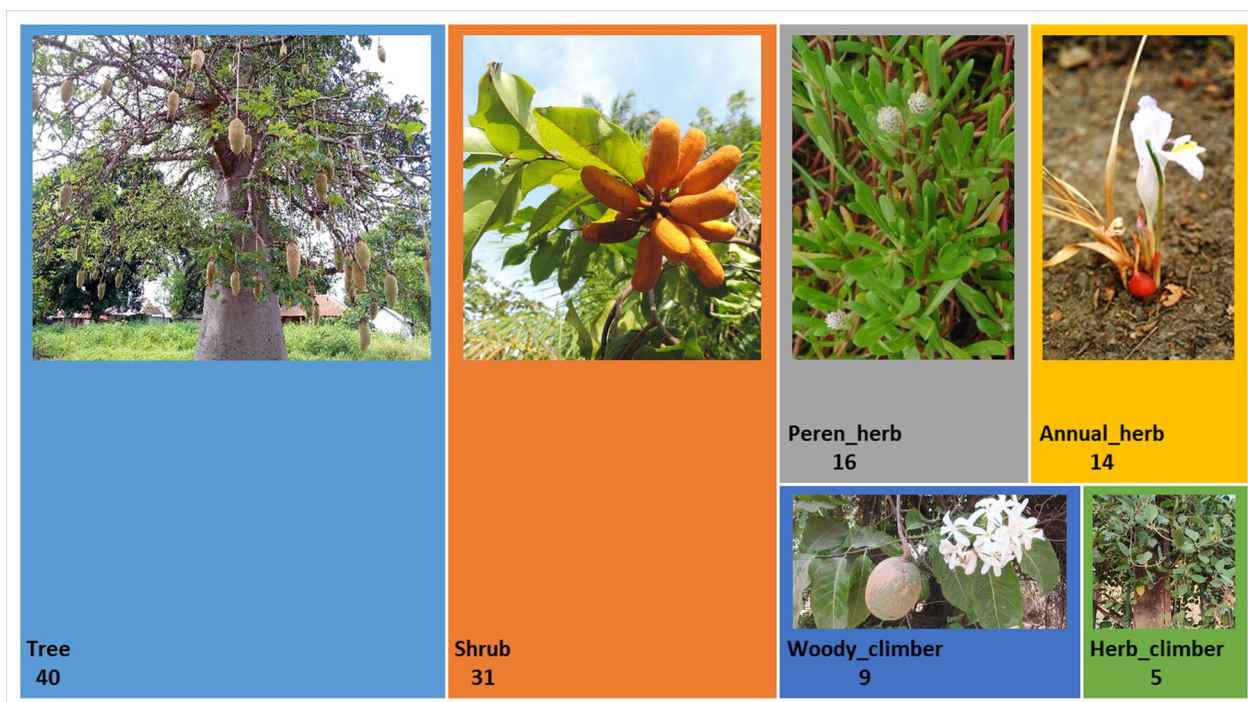 Tree
40
Shrub
31
Peren_herb
16
Annual_herb
14
Woody_climber
9
Herb_climber
5